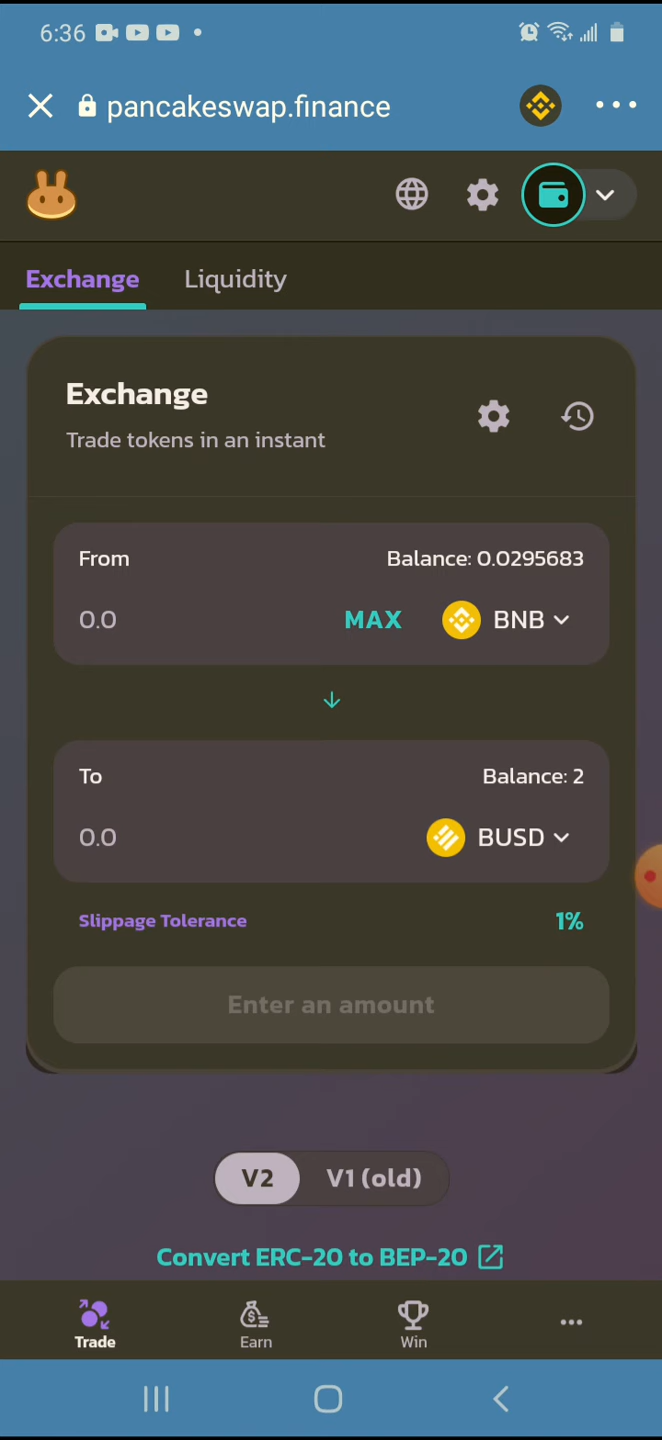 6:36
pancakeswap.finance
Exchange Liquidity
Exchange
Trade tokens in an instant
From Balance: 0.0295683
0.0 MAX BNB
To Balance: 2
0.0 BUSD
Slippage Tolerance 1%
Enter an amount
V2 V1 (old)
Convert ERC-20 to BEP-20
Trade Earn Win